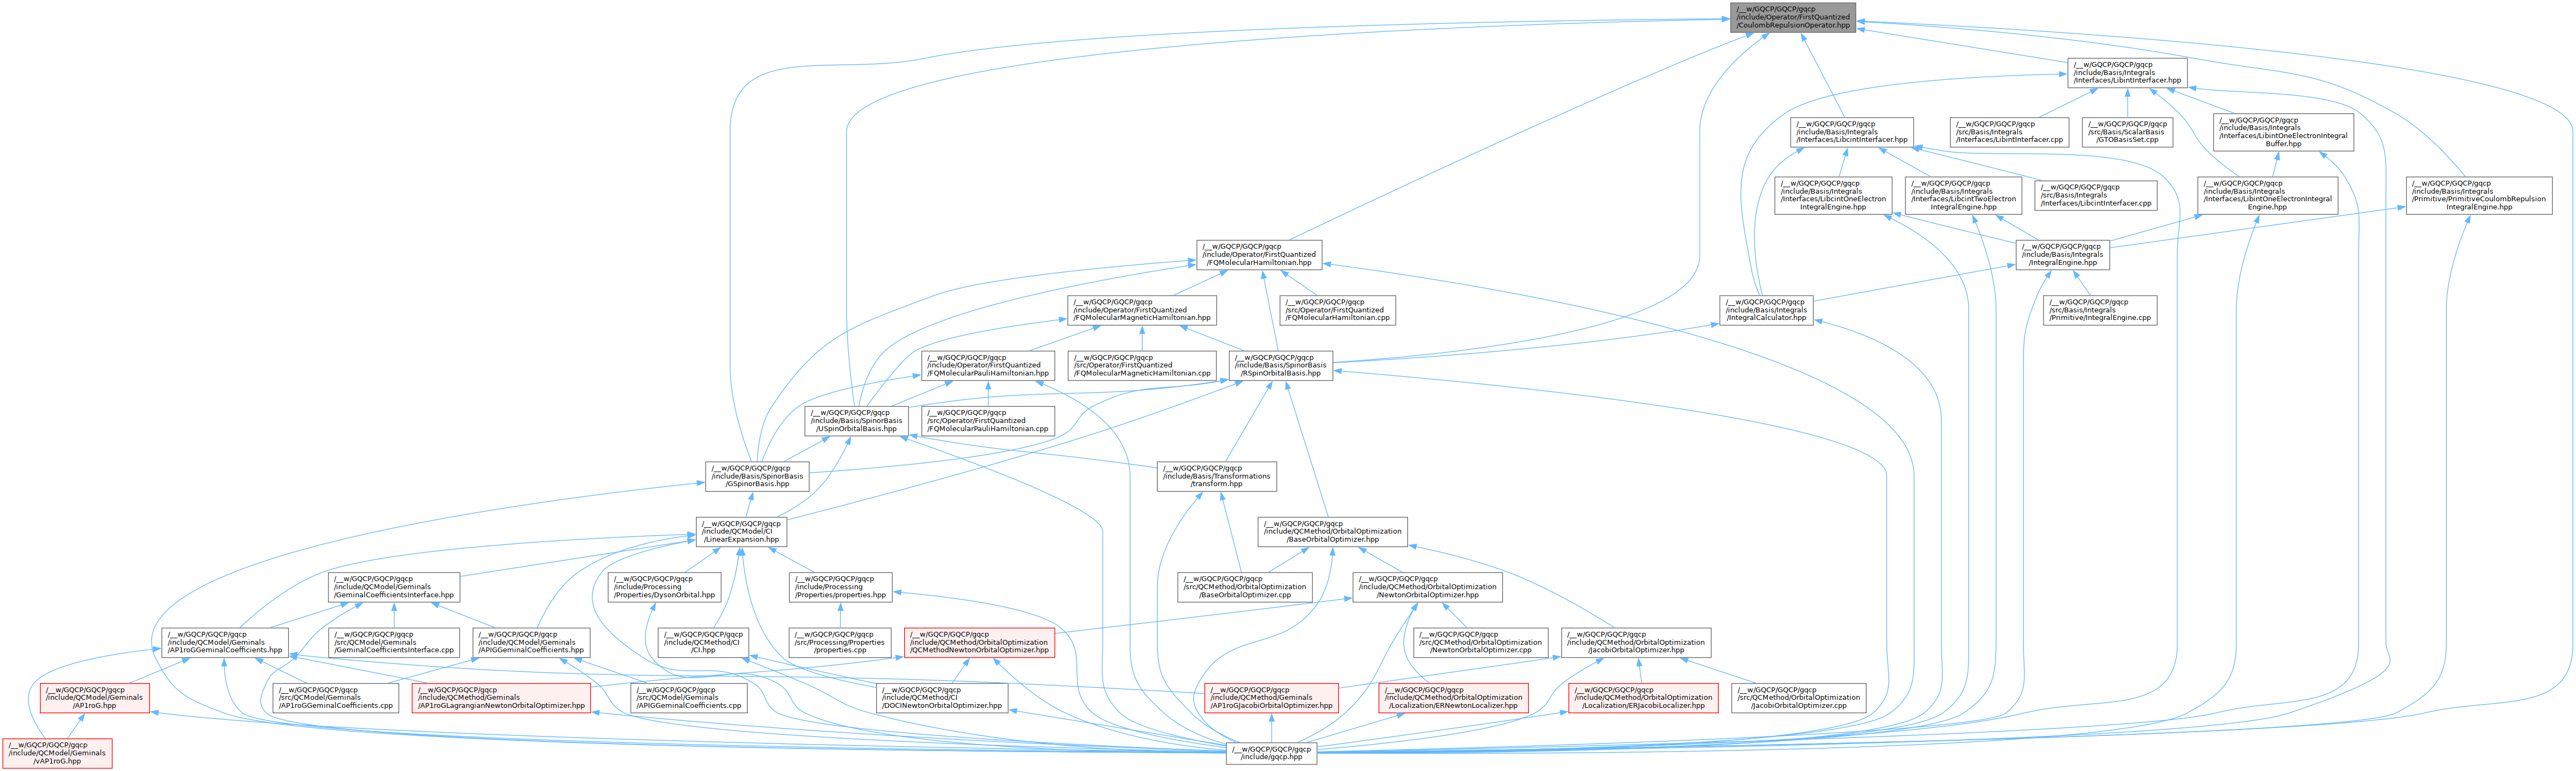 /__w/GQCP/GQCP/gqcp
/include/Operator/FirstQuantized
/CoulombRepulsionOperator.hpp
/__w/GQCP/GQCP/gqcp
/include/Basis/Integrals
/Interfaces/LibintInterfacer.hpp
/__w/GQCP/GQCP/gqcp
/include/Basis/Integrals
/Interfaces/LibcintInterfacer.hpp
/__w/GQCP/GQCP/gqcp
/src/Basis/Integrals
/Interfaces/LibintInterfacer.cpp
/__w/GQCP/GQCP/gqcp
/src/Basis/ScalarBasis
/GTOBasisSet.cpp
/__w/GQCP/GQCP/gqcp
/include/Basis/Integrals
/Interfaces/LibintOneElectronIntegral
Buffer.hpp
/__w/GQCP/GQCP/gqcp
/include/Basis/Integrals
/Interfaces/LibcintOneElectron
IntegralEngine.hpp
/__w/GQCP/GQCP/gqcp
/include/Basis/Integrals
/Interfaces/LibcintTwoElectron
IntegralEngine.hpp
/__w/GQCP/GQCP/gqcp
/src/Basis/Integrals
/Interfaces/LibcintInterfacer.cpp
/__w/GQCP/GQCP/gqcp
/include/Basis/Integrals
/Interfaces/LibintOneElectronIntegral
Engine.hpp
/__w/GQCP/GQCP/gqcp
/include/Basis/Integrals
/Primitive/PrimitiveCoulombRepulsion
IntegralEngine.hpp
/__w/GQCP/GQCP/gqcp
/include/Operator/FirstQuantized
/FQMolecularHamiltonian.hpp
/__w/GQCP/GQCP/gqcp
/include/Basis/Integrals
/IntegralEngine.hpp
/__w/GQCP/GQCP/gqcp
/include/Operator/FirstQuantized
/FQMolecularMagneticHamiltonian.hpp
/__w/GQCP/GQCP/gqcp
/src/Operator/FirstQuantized
/FQMolecularHamiltonian.cpp
/__w/GQCP/GQCP/gqcp
/include/Basis/Integrals
/IntegralCalculator.hpp
/__w/GQCP/GQCP/gqcp
/src/Basis/Integrals
/Primitive/IntegralEngine.cpp
/__w/GQCP/GQCP/gqcp
/include/Operator/FirstQuantized
/FQMolecularPauliHamiltonian.hpp
/__w/GQCP/GQCP/gqcp
/src/Operator/FirstQuantized
/FQMolecularMagneticHamiltonian.cpp
/__w/GQCP/GQCP/gqcp
/include/Basis/SpinorBasis
/RSpinOrbitalBasis.hpp
/__w/GQCP/GQCP/gqcp
/include/Basis/SpinorBasis
/USpinOrbitalBasis.hpp
/__w/GQCP/GQCP/gqcp
/src/Operator/FirstQuantized
/FQMolecularPauliHamiltonian.cpp
/__w/GQCP/GQCP/gqcp
/include/Basis/SpinorBasis
/GSpinorBasis.hpp
/__w/GQCP/GQCP/gqcp
/include/Basis/Transformations
/transform.hpp
/__w/GQCP/GQCP/gqcp
/include/QCModel/CI
/LinearExpansion.hpp
/__w/GQCP/GQCP/gqcp
/include/QCMethod/OrbitalOptimization
/BaseOrbitalOptimizer.hpp
/__w/GQCP/GQCP/gqcp
/include/QCModel/Geminals
/GeminalCoefficientsInterface.hpp
/__w/GQCP/GQCP/gqcp
/include/Processing
/Properties/DysonOrbital.hpp
/__w/GQCP/GQCP/gqcp
/include/Processing
/Properties/properties.hpp
/__w/GQCP/GQCP/gqcp
/src/QCMethod/OrbitalOptimization
/BaseOrbitalOptimizer.cpp
/__w/GQCP/GQCP/gqcp
/include/QCMethod/OrbitalOptimization
/NewtonOrbitalOptimizer.hpp
/__w/GQCP/GQCP/gqcp
/include/QCModel/Geminals
/AP1roGGeminalCoefficients.hpp
/__w/GQCP/GQCP/gqcp
/src/QCModel/Geminals
/GeminalCoefficientsInterface.cpp
/__w/GQCP/GQCP/gqcp
/include/QCModel/Geminals
/APIGGeminalCoefficients.hpp
/__w/GQCP/GQCP/gqcp
/include/QCMethod/CI
/CI.hpp
/__w/GQCP/GQCP/gqcp
/src/Processing/Properties
/properties.cpp
/__w/GQCP/GQCP/gqcp
/include/QCMethod/OrbitalOptimization
/QCMethodNewtonOrbitalOptimizer.hpp
/__w/GQCP/GQCP/gqcp
/src/QCMethod/OrbitalOptimization
/NewtonOrbitalOptimizer.cpp
/__w/GQCP/GQCP/gqcp
/include/QCMethod/OrbitalOptimization
/JacobiOrbitalOptimizer.hpp
/__w/GQCP/GQCP/gqcp
/include/QCModel/Geminals
/AP1roG.hpp
/__w/GQCP/GQCP/gqcp
/src/QCModel/Geminals
/AP1roGGeminalCoefficients.cpp
/__w/GQCP/GQCP/gqcp
/include/QCMethod/Geminals
/AP1roGLagrangianNewtonOrbitalOptimizer.hpp
/__w/GQCP/GQCP/gqcp
/src/QCModel/Geminals
/APIGGeminalCoefficients.cpp
/__w/GQCP/GQCP/gqcp
/include/QCMethod/CI
/DOCINewtonOrbitalOptimizer.hpp
/__w/GQCP/GQCP/gqcp
/include/QCMethod/Geminals
/AP1roGJacobiOrbitalOptimizer.hpp
/__w/GQCP/GQCP/gqcp
/include/QCMethod/OrbitalOptimization
/Localization/ERNewtonLocalizer.hpp
/__w/GQCP/GQCP/gqcp
/include/QCMethod/OrbitalOptimization
/Localization/ERJacobiLocalizer.hpp
/__w/GQCP/GQCP/gqcp
/src/QCMethod/OrbitalOptimization
/JacobiOrbitalOptimizer.cpp
/__w/GQCP/GQCP/gqcp
/include/QCModel/Geminals
/vAP1roG.hpp
/__w/GQCP/GQCP/gqcp
/include/gqcp.hpp